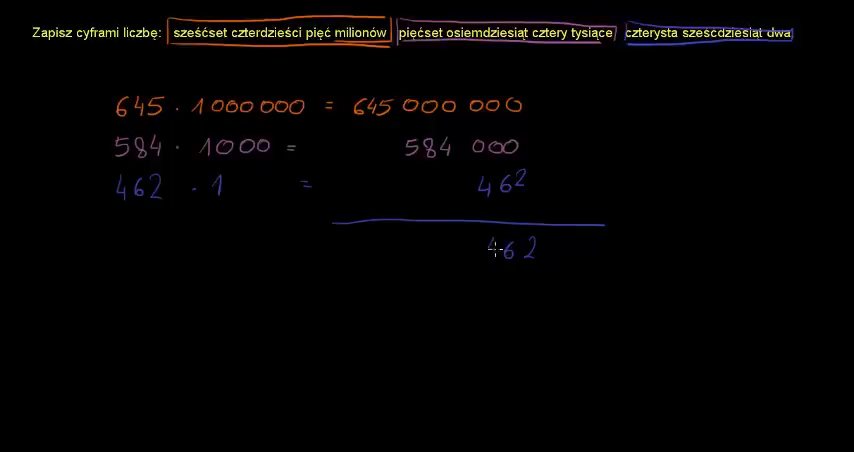 Zapisz cyframi liczbę: sześćset czterdzieści pięć milionów pięćset osiemdziesiąt cztery tysiące czterysta sześćdziesiąt dwa
645 · 1 000 000 = 645 000 000
584 · 1000 = 584 000
462 · 1 = 462
462